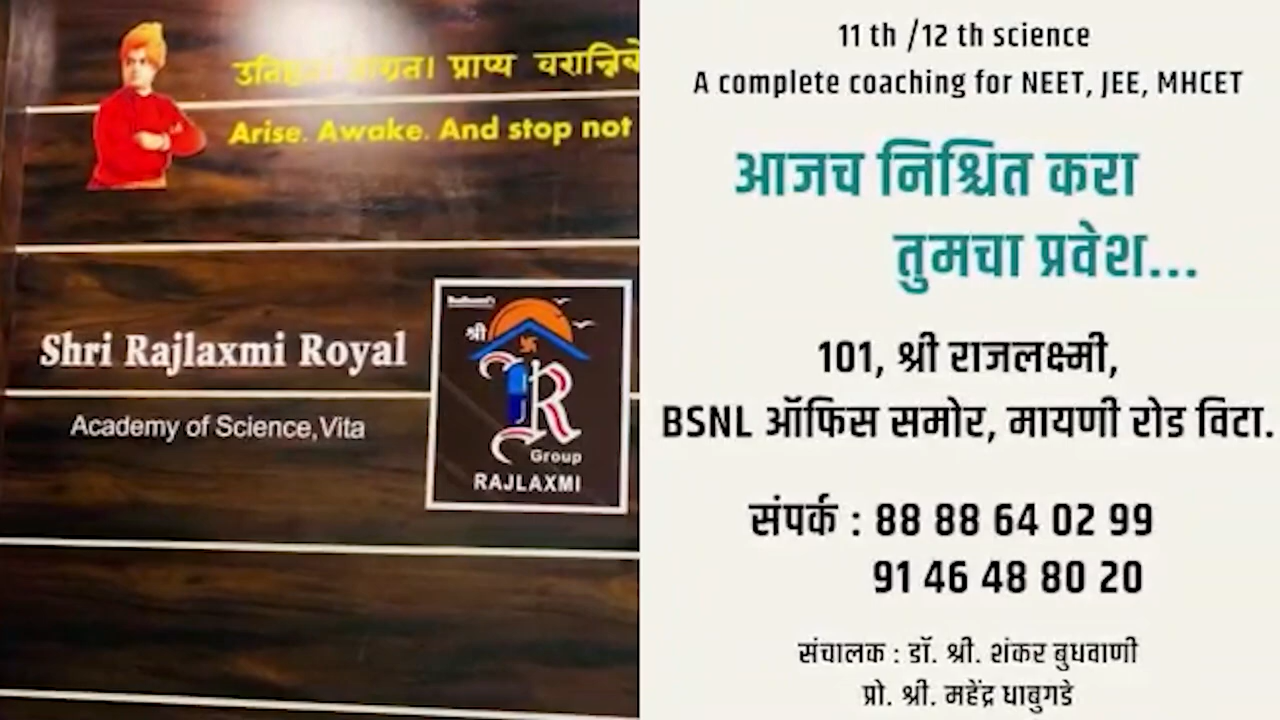 प्राप्य
Arise. Awake. And stop not
Shri Rajlaxmi Royal
Academy of Science,Vita
श्री
R
Group
RAJLAXMI
11 th /12 th science
A complete coaching for NEET, JEE, MHCET
आजच निश्चित करा
तुमचा प्रवेश...
101, श्री राजलक्ष्मी,
BSNL ऑफिस समोर, मायणी रोड विटा.
संपर्क : 88 88 64 02 99
91 46 48 80 20
संचालक : डॉ. श्री. शंकर बुधवाणी
प्रो. श्री. महेंद्र धाबुगडे